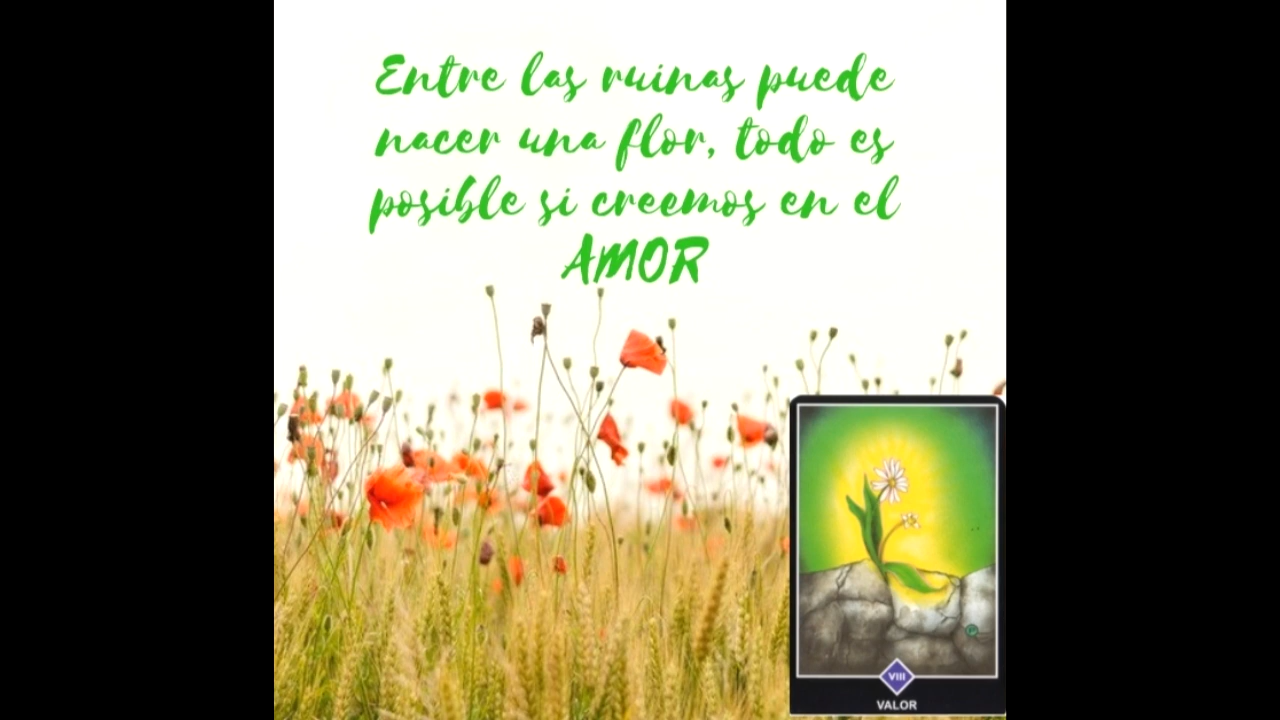 Entre las ruinas puede
nacer una flor, todo es
posible si creemos en el
AMOR
VIII
VALOR